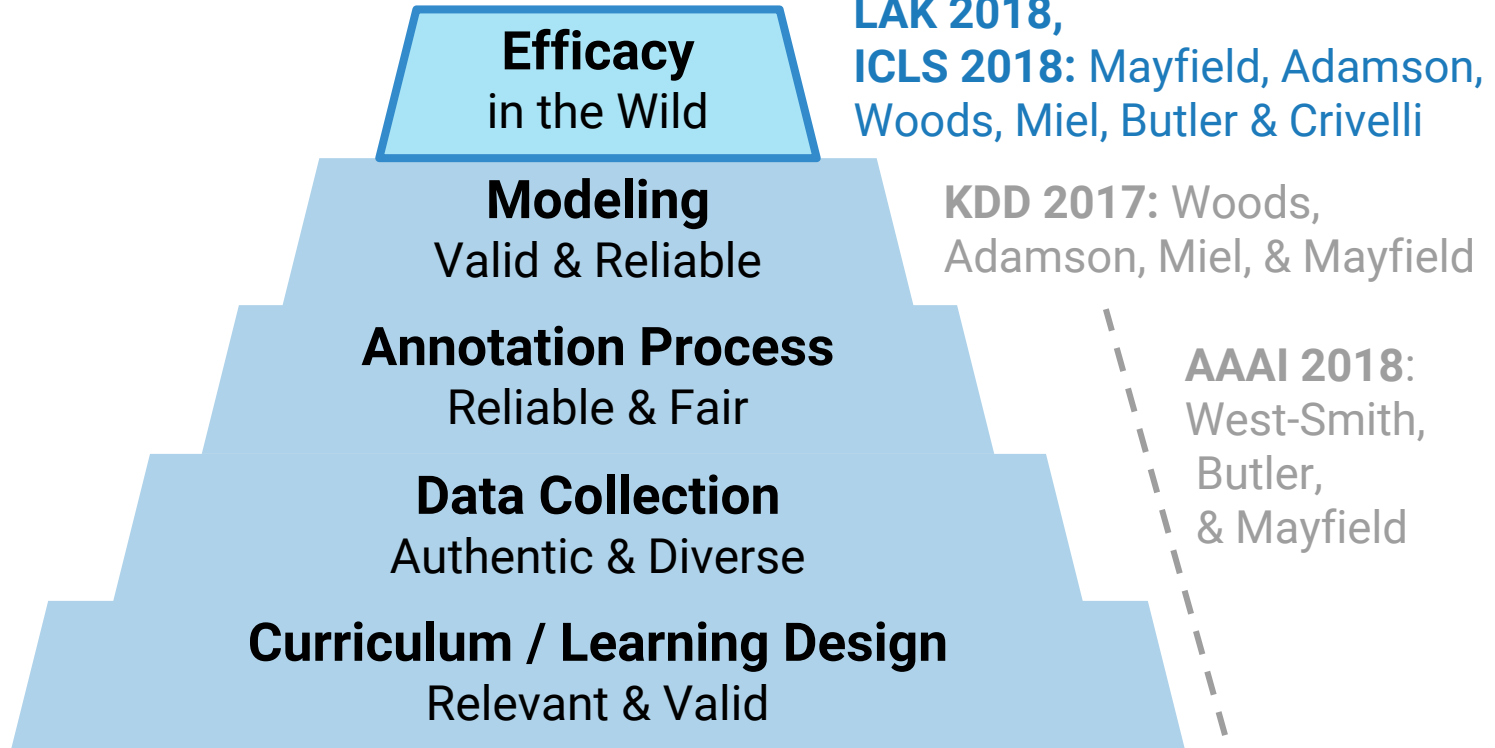 Efficacy
in the Wild
LAK 2018,
ICLS 2018: Mayfield, Adamson,
Woods, Miel, Butler & Crivelli
Modeling
Valid & Reliable
KDD 2017: Woods,
Adamson, Miel, & Mayfield
Annotation Process
Reliable & Fair
AAAI 2018:
West-Smith,
Butler,
& Mayfield
Data Collection
Authentic & Diverse
Curriculum / Learning Design
Relevant & Valid